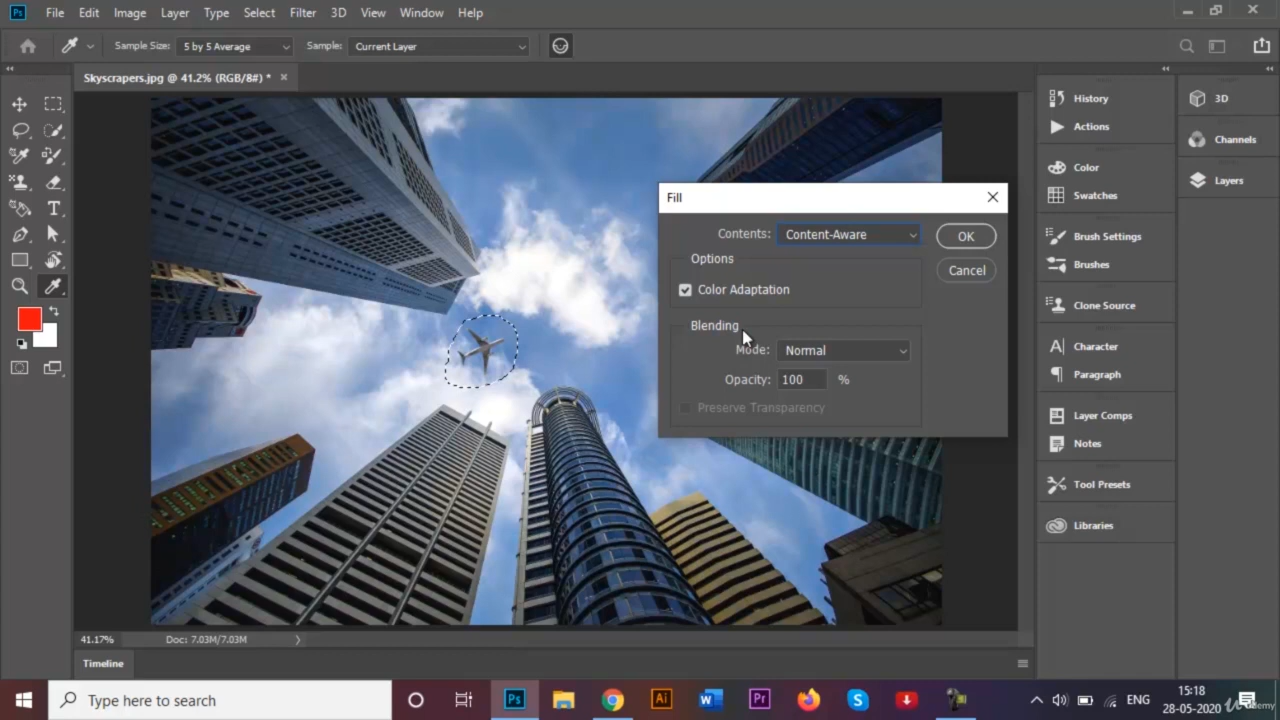 Ps File Edit Image Layer Type Select Filter 3D View Window Help
Sample Size: 5 by 5 Average Sample: Current Layer
Skyscrapers.jpg @ 41.2% (RGB/8#) *
History
Actions
Color
Swatches
Brush Settings
Brushes
Clone Source
Character
Paragraph
Layer Comps
Notes
Tool Presets
Libraries
3D
Channels
Layers
Fill
Contents: Content-Aware
OK
Options
Cancel
Color Adaptation
Blending
Mode: Normal
Opacity: 100 %
Preserve Transparency
T
41.17% Doc: 7.03M/7.03M
Timeline
Type here to search
Ps Ai W Pr S
ENG
15:18
28-05-2020
Udemy